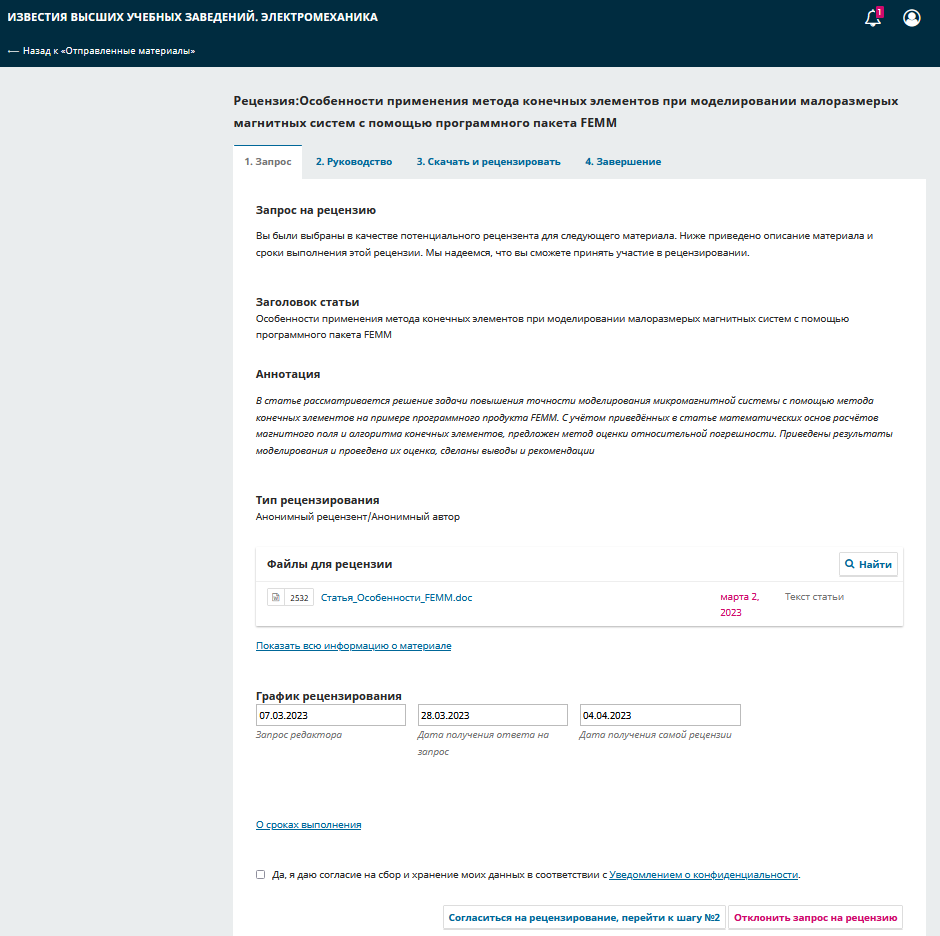 ИЗВЕСТИЯ ВЫСШИХ УЧЕБНЫХ ЗАВЕДЕНИЙ. ЭЛЕКТРОМЕХАНИКА
1
← Назад к «Отправленные материалы»
Рецензия:Особенности применения метода конечных элементов при моделировании малоразмерых
магнитных систем с помощью программного пакета FEMM
1. Запрос
2. Руководство
3. Скачать и рецензировать
4. Завершение
Запрос на рецензию
Вы были выбраны в качестве потенциального рецензента для следующего материала. Ниже приведено описание материала и
сроки выполнения этой рецензии. Мы надеемся, что вы сможете принять участие в рецензировании.
Заголовок статьи
Особенности применения метода конечных элементов при моделировании малоразмерых магнитных систем с помощью
программного пакета FEMM
Аннотация
В статье рассматривается решение задачи повышения точности моделирования микромагнитной системы с помощью метода
конечных элементов на примере программного продукта FEMM. С учётом приведённых в статье математических основ расчётов
магнитного поля и алгоритма конечных элементов, предложен метод оценки относительной погрешности. Приведены результаты
моделирования и проведена их оценка, сделаны выводы и рекомендации
Тип рецензирования
Анонимный рецензент/Анонимный автор
Файлы для рецензии
Найти
2532 Статья_Особенности_FEMM.doc
марта 2,
2023
Текст статьи
Показать всю информацию о материале
График рецензирования
07.03.2023
28.03.2023
04.04.2023
Запрос редактора
Дата получения ответа на
запрос
Дата получения самой рецензии
О сроках выполнения
Да, я даю согласие на сбор и хранение моих данных в соответствии с Уведомлением о конфиденциальности.
Согласиться на рецензирование, перейти к шагу №2
Отклонить запрос на рецензию